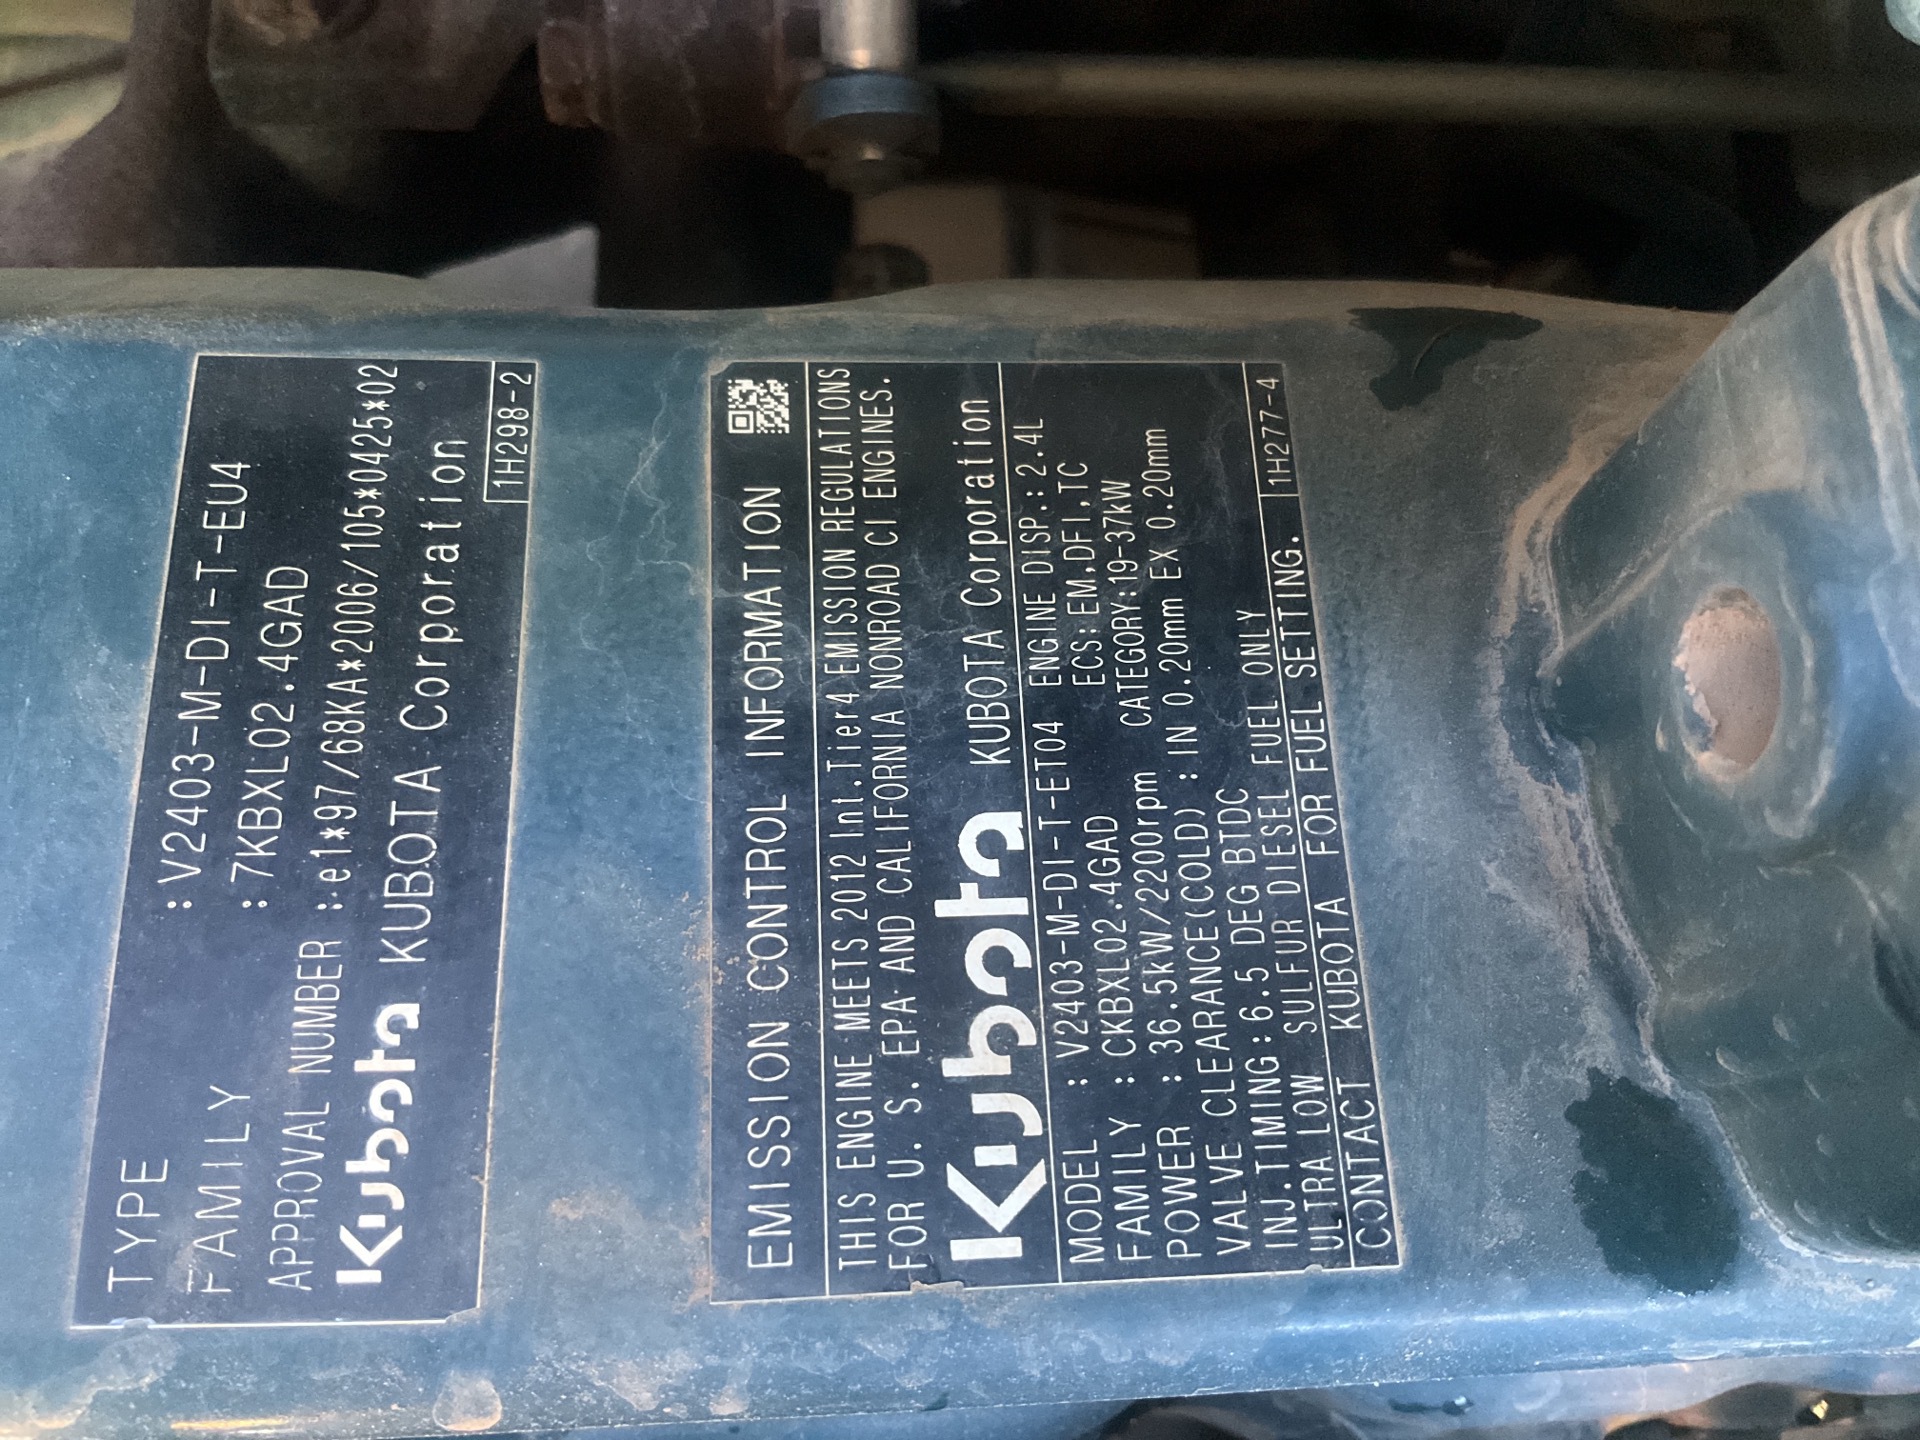 TYPE : V2403-M-DI-T-EU4
FAMILY : 7KBXL02.4GAD
APPROVAL NUMBER :e1*97/68KA*2006/105*0425*02
Kubota KUBOTA Corporation
1H298-2
EMISSION CONTROL INFORMATION
THIS ENGINE MEETS 2012 Int.Tier4 EMISSION REGULATIONS
FOR U. S. EPA AND CALIFORNIA NONROAD CI ENGINES.
Kubota KUBOTA Corporation
MODEL : V2403-M-DI-T-ET04 ENGINE DISP.: 2.4L
FAMILY : CKBXL02.4GAD ECS: EM,DFI,TC
POWER : 36.5kW/2200rpm CATEGORY:19-37kW
VALVE CLEARANCE(COLD) : IN 0.20mm EX 0.20mm
INJ.TIMING:6.5 DEG BTDC
ULTRA LOW SULFUR DIESEL FUEL ONLY
CONTACT KUBOTA FOR FUEL SETTING. 1H277-4